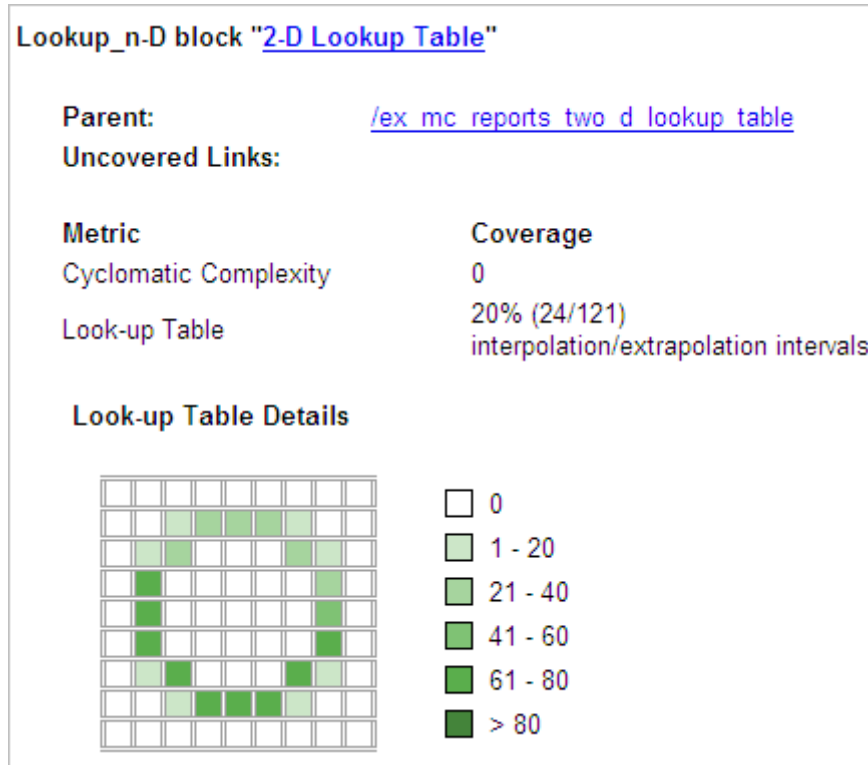 Lookup_n-D block "2-D Lookup Table"
Parent: /ex_mc_reports_two_d_lookup_table
Uncovered Links:
Metric Coverage
Cyclomatic Complexity 0
Look-up Table 20% (24/121)
interpolation/extrapolation intervals
Look-up Table Details
0
1 - 20
21 - 40
41 - 60
61 - 80
> 80